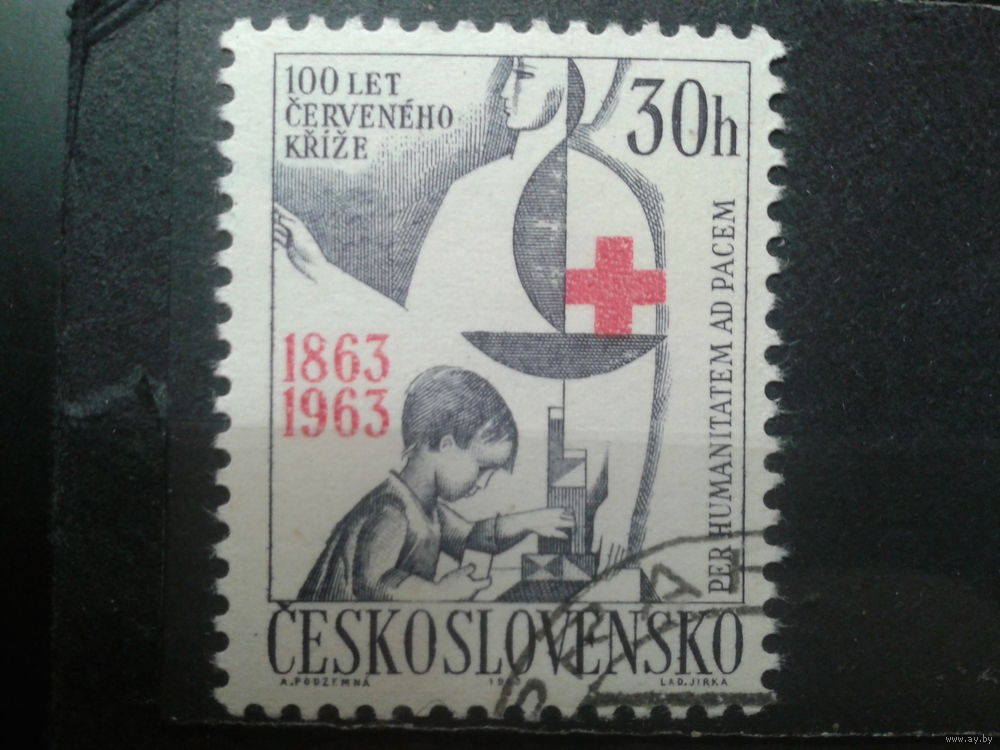 100 LET
ČERVENÉHO
KŘÍŽE
30h
PER HUMANITATEM AD PACEM
1863
1963
ČESKOSLOVENSKO
A. PODZEMNÁ
LAD. JIRKA
www.ay.by